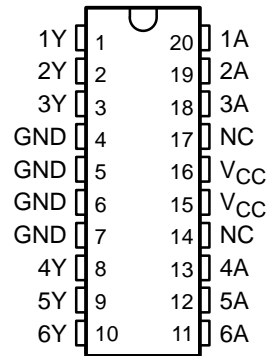 1Y 1 20 1A
2Y 2 19 2A
3Y 3 18 3A
GND 4 17 NC
GND 5 16 VCC
GND 6 15 VCC
GND 7 14 NC
4Y 8 13 4A
5Y 9 12 5A
6Y 10 11 6A